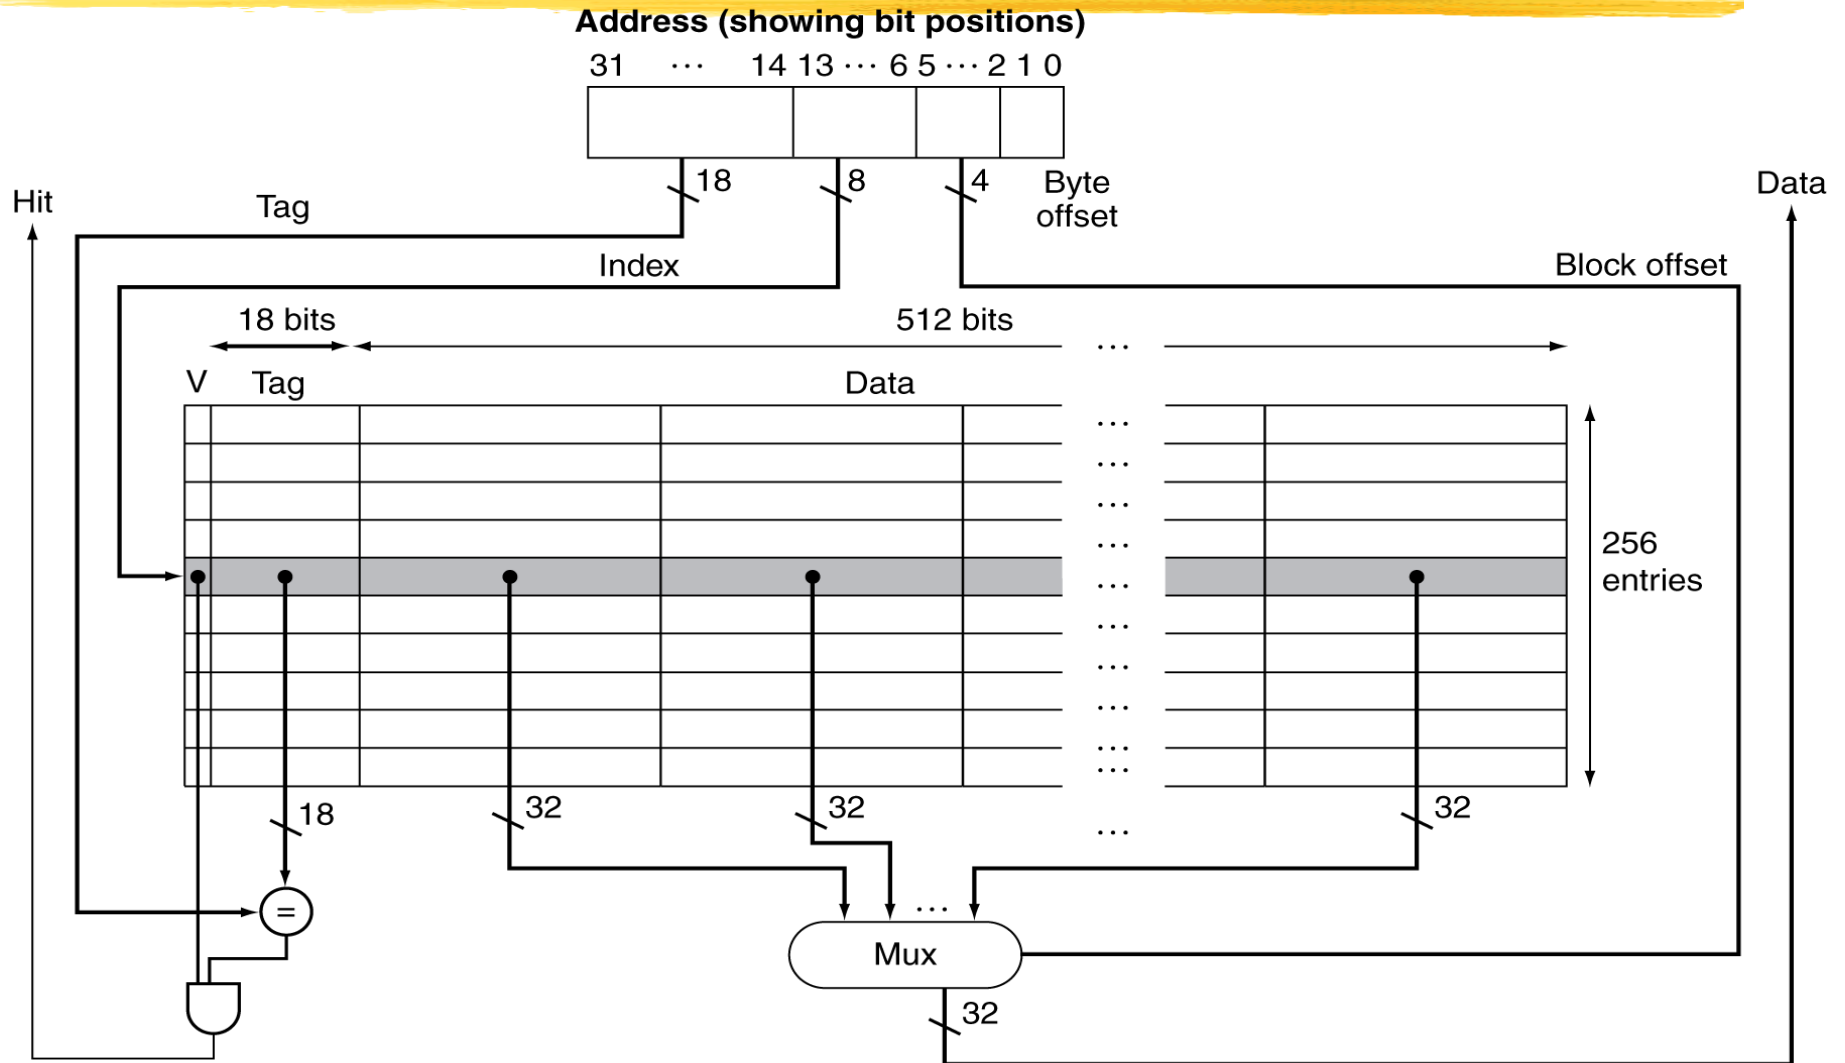 Address (showing bit positions)
31 ... 14 13 ... 6 5 ... 2 1 0
18 8 4 Byte offset
Hit
Tag
Data
Index
Block offset
18 bits
512 bits
...
V
Tag
Data
...
...
...
...
...
...
...
...
...
...
256
entries
18
32
32
...
32
=
...
Mux
32